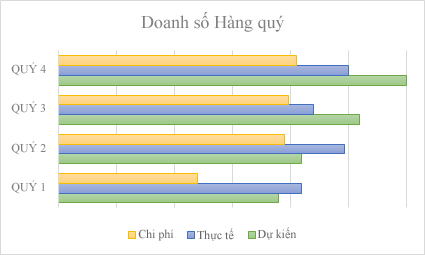 Doanh số Hàng quý
QUÝ 4
QUÝ 3
QUÝ 2
QUÝ 1
Chi phí Thực tế Dự kiến